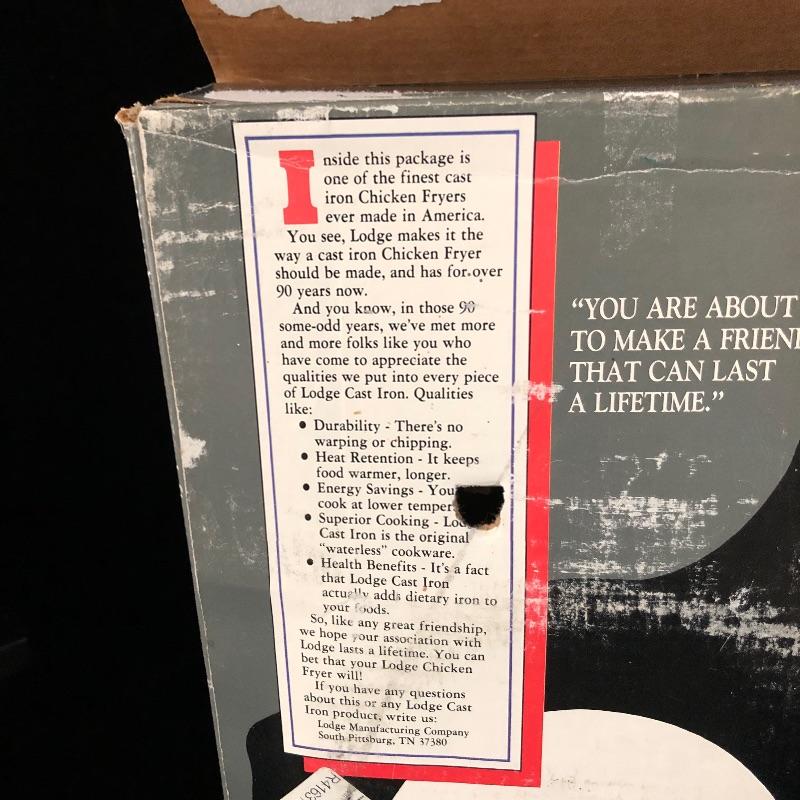 Inside this package is
one of the finest cast
iron Chicken Fryers
ever made in America.
You see, Lodge makes it the
way a cast iron Chicken Fryer
should be made, and has for over
90 years now.
And you know, in those 90
some-odd years, we've met more
and more folks like you who
have come to appreciate the
qualities we put into every piece
of Lodge Cast Iron. Qualities
like:
• Durability - There's no
warping or chipping.
• Heat Retention - It keeps
food warmer, longer.
• Energy Savings - You
cook at lower temper
• Superior Cooking - Lod
Cast Iron is the original
"waterless" cookware.
• Health Benefits - It's a fact
that Lodge Cast Iron
actually adds dietary iron to
your foods.
So, like any great friendship,
we hope your association with
Lodge lasts a lifetime. You can
bet that your Lodge Chicken
Fryer will!
If you have any questions
about this or any Lodge Cast
Iron product, write us:
Lodge Manufacturing Company
South Pittsburg, TN 37380
“YOU ARE ABOUT
TO MAKE A FRIEN
THAT CAN LAST
A LIFETIME.”